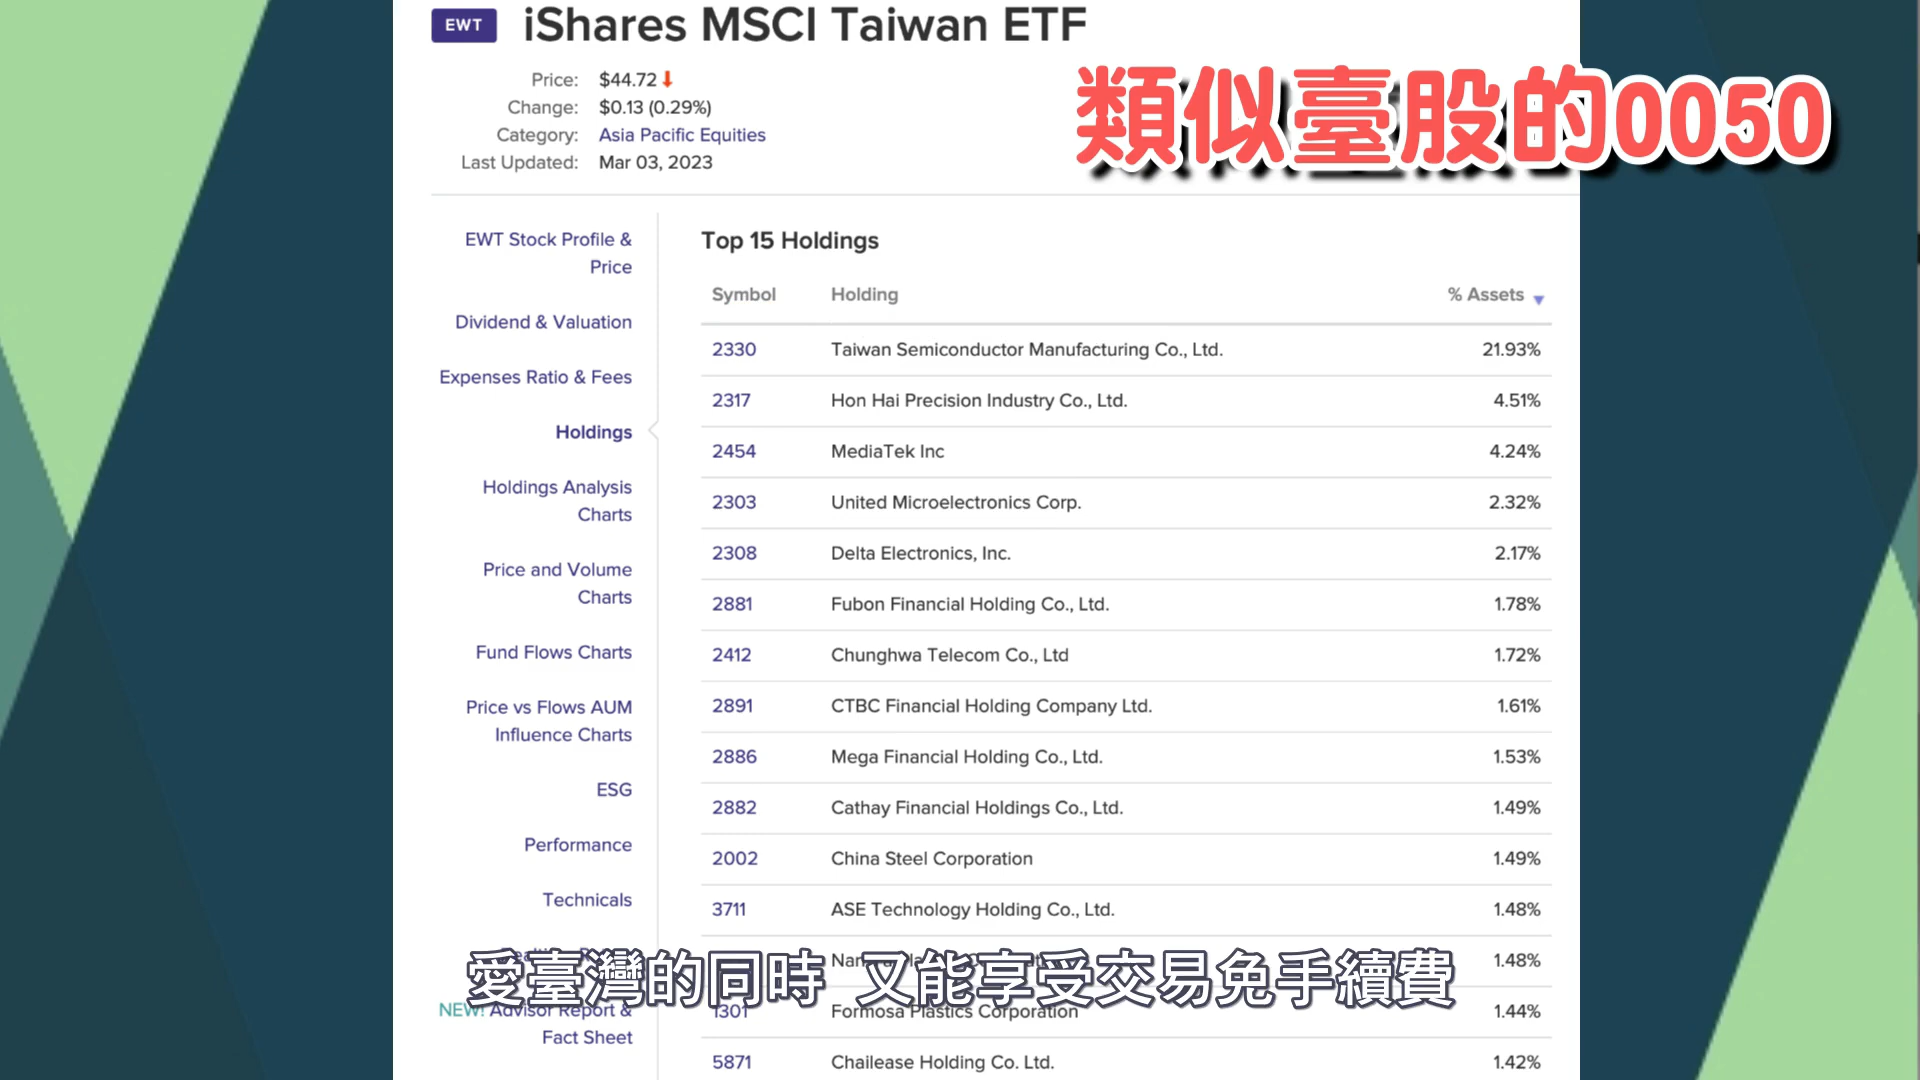 EWT iShares MSCI Taiwan ETF
Price: $44.72
Change: $0.13 (0.29%)
Category: Asia Pacific Equities
Last Updated: Mar 03, 2023
類似臺股的0050
EWT Stock Profile &
Price
Dividend & Valuation
Expenses Ratio & Fees
Holdings
Holdings Analysis
Charts
Price and Volume
Charts
Fund Flows Charts
Price vs Flows AUM
Influence Charts
ESG
Performance
Technicals
NEW! Advisor Report &
Fact Sheet
Top 15 Holdings
Symbol Holding % Assets
2330 Taiwan Semiconductor Manufacturing Co., Ltd. 21.93%
2317 Hon Hai Precision Industry Co., Ltd. 4.51%
2454 MediaTek Inc 4.24%
2303 United Microelectronics Corp. 2.32%
2308 Delta Electronics, Inc. 2.17%
2881 Fubon Financial Holding Co., Ltd. 1.78%
2412 Chunghwa Telecom Co., Ltd 1.72%
2891 CTBC Financial Holding Company Ltd. 1.61%
2886 Mega Financial Holding Co., Ltd. 1.53%
2882 Cathay Financial Holdings Co., Ltd. 1.49%
2002 China Steel Corporation 1.49%
3711 ASE Technology Holding Co., Ltd. 1.48%
1.48%
1301 Formosa Plastics Corporation 1.44%
5871 Chailease Holding Co. Ltd. 1.42%
愛臺灣的同時 又能享受交易免手續費